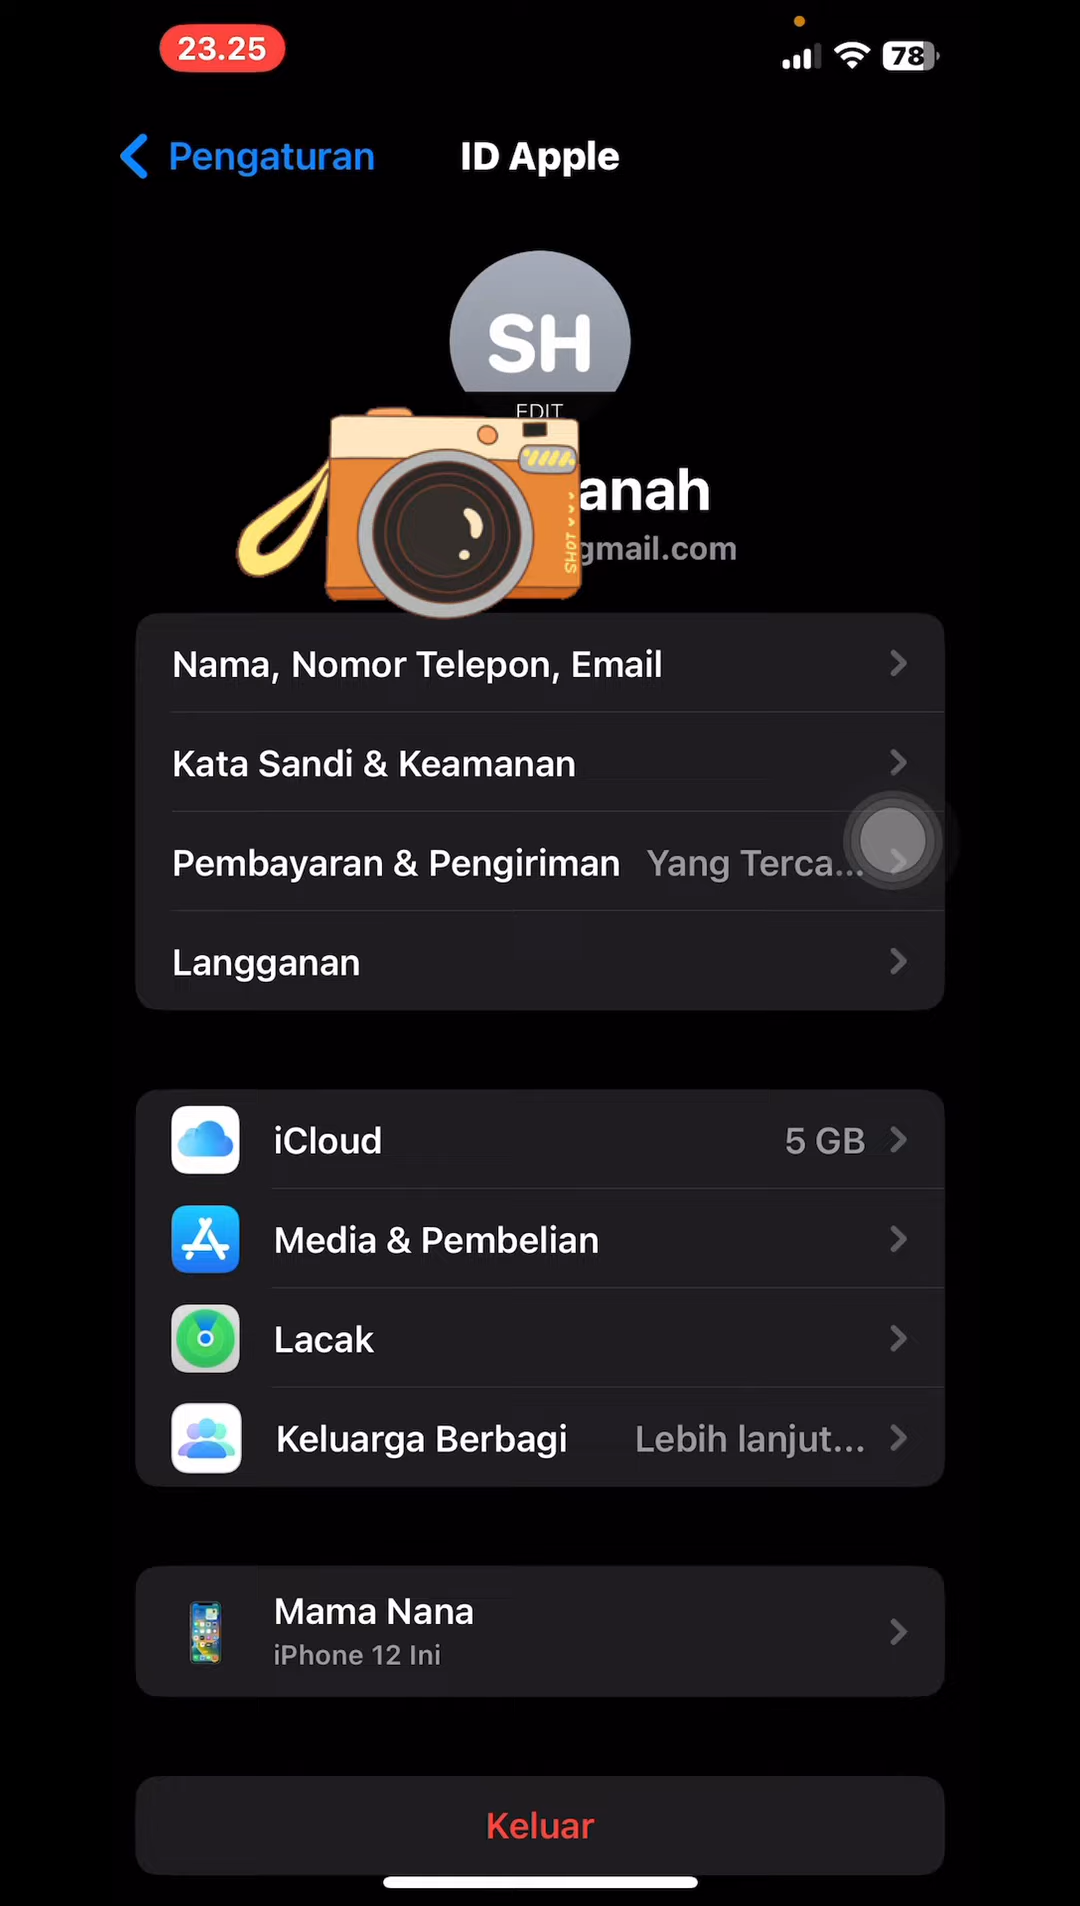 23.25
78
Pengaturan
ID Apple
SH
EDIT
anah
gmail.com
SHOT
Nama, Nomor Telepon, Email
Kata Sandi & Keamanan
Pembayaran & Pengiriman Yang Terca...
Langganan
iCloud 5 GB
Media & Pembelian
Lacak
Keluarga Berbagi Lebih lanjut...
Mama Nana
iPhone 12 Ini
Keluar